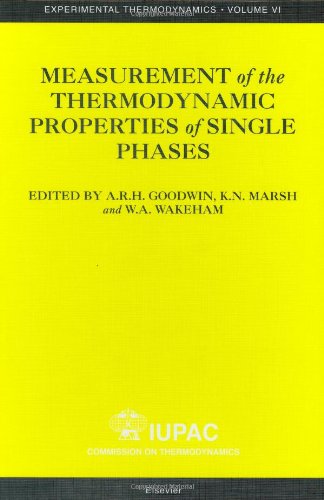 EXPERIMENTAL THERMODYNAMICS • VOLUME VI
MEASUREMENT of the
THERMODYNAMIC
PROPERTIES of SINGLE
PHASES
EDITED BY A.R.H. GOODWIN, K.N. MARSH
and W.A. WAKEHAM
IUPAC
COMMISSION ON THERMODYNAMICS
Elsevier